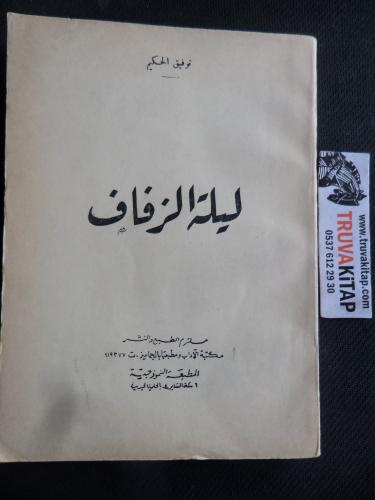 توفيق الحكيم
ليلة الزفاف
ملتزم الطبع والنشر
مكتبة الآداب ومطبعتها بالجماميز ت ٩١٩٣٧٧
المطبعة النموذجية
www.truvakitap.com
TRUVAKiTAP
0537 612 29 30